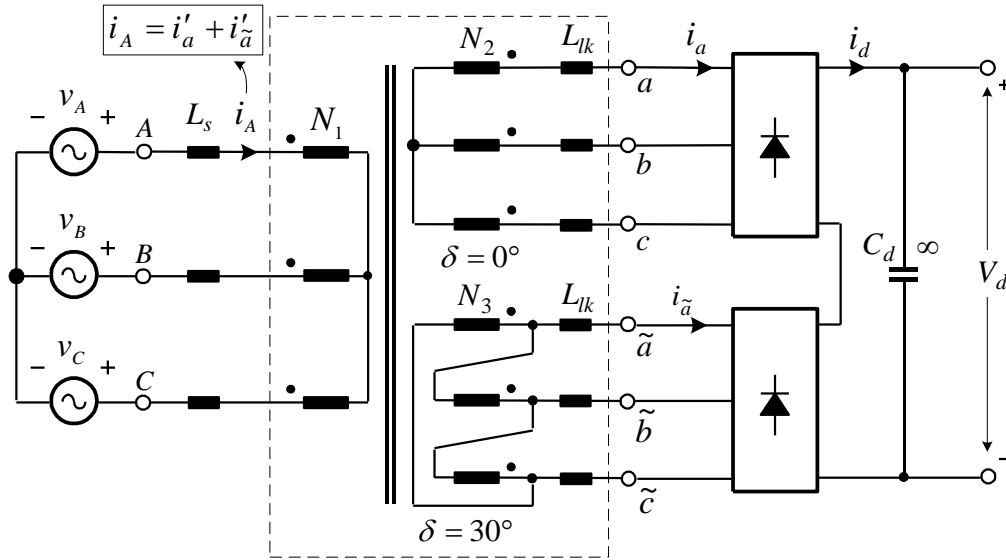 i_A = i′_a + i′_ã
v_A
A
L_s
i_A
N_1
N_2
L_lk
a
i_a
i_d
− +
v_B
B
b
− +
c
δ = 0°
C_d ∞
V_d
+
−
v_C
C
− +
N_3
L_lk
ã
i_ã
b̃
c̃
δ = 30°